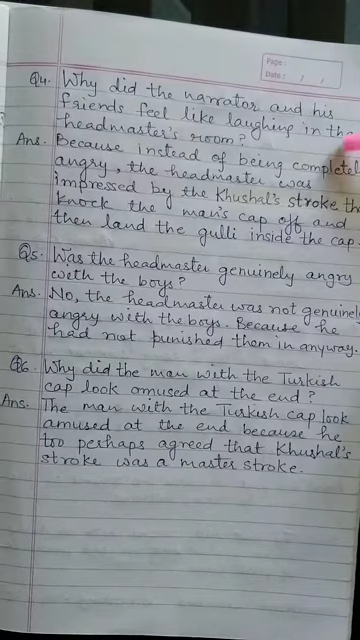 Page:
Date: / /
Q4. Why did the narrator and his
friends feel like laughing in the
headmaster's room?
Ans. Because instead of being completel
angry, the headmaster was
impressed by the Khushal's stroke th
knock the man's cap off and
then land the gulli inside the cap.
Q5. Was the headmaster genuinely angry
with the boys?
Ans. No, the headmaster was not genuinel
angry with the boys. Because he
had not punished them in anyway.
Q6. Why did the man with the Turkish
cap look amused at the end?
Ans. The man with the Turkish cap look
amused at the end because he
too perhaps agreed that Khushal's
stroke was a master stroke.